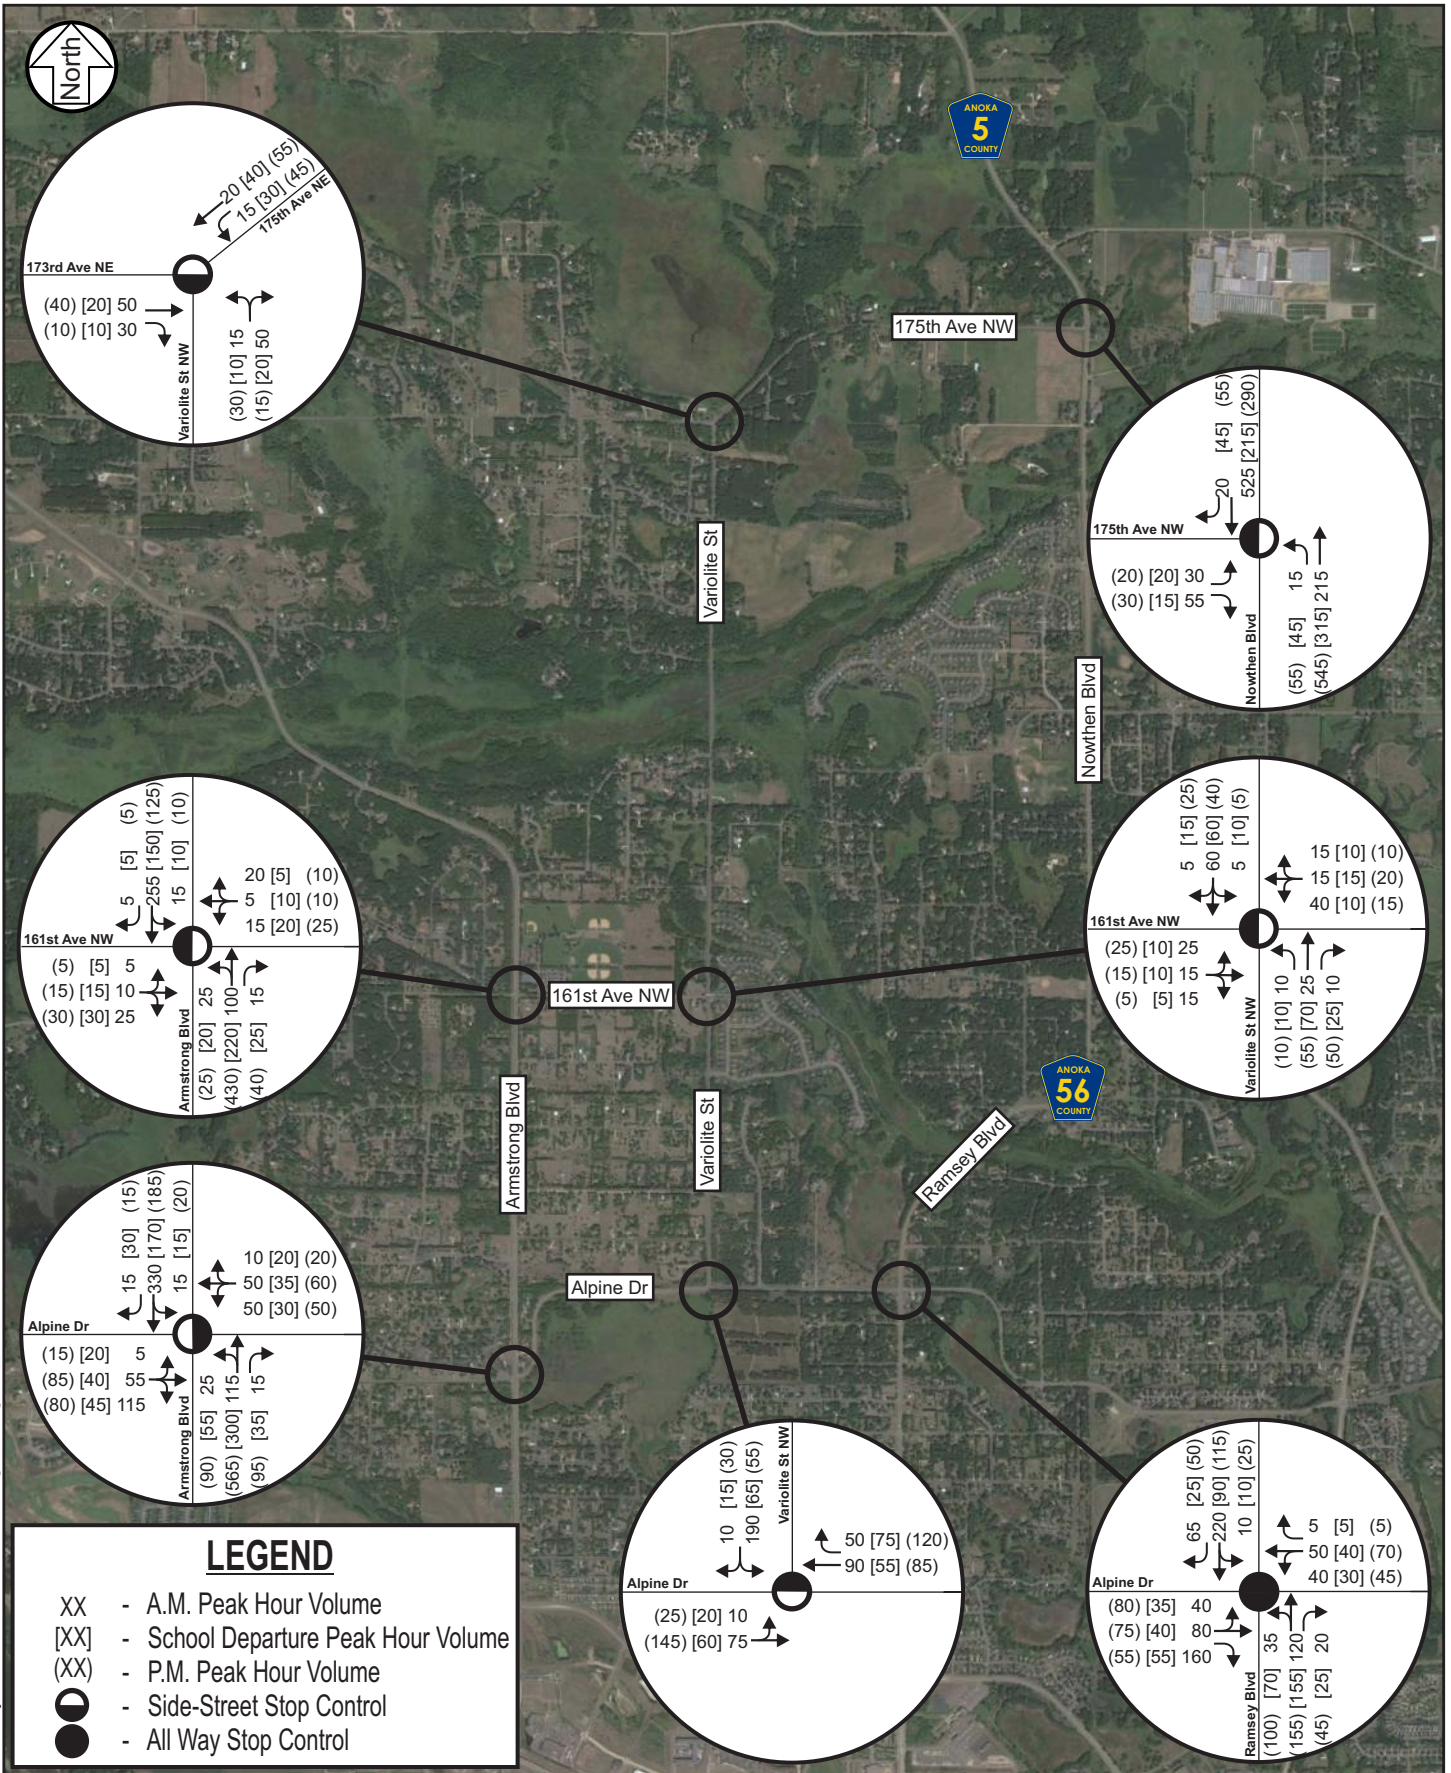 North
ANOKA
5
COUNTY
20 [40] (55)
15 [30] (45)
175th Ave NE
173rd Ave NE
(40) [20] 50
(10) [10] 30
Variolite St NW
(30) [10] 15
(15) [20] 50
175th Ave NW
20 [45] (55)
525 [215] (290)
175th Ave NW
(20) [20] 30
(30) [15] 55
Nowthen Blvd
(55) [45] 15
(545) [315] 215
Variolite St
Nowthen Blvd
5 [5] (5)
255 [150] (125)
15 [10] (10)
20 [5] (10)
5 [10] (10)
15 [20] (25)
161st Ave NW
(5) [5] 5
(15) [15] 10
(30) [30] 25
Armstrong Blvd
(25) [20] 25
(430) [220] 100
(40) [25] 15
5 [15] (25)
60 [60] (40)
5 [10] (5)
15 [10] (10)
15 [15] (20)
40 [10] (15)
161st Ave NW
(25) [10] 25
(15) [10] 15
(5) [5] 15
Variolite St NW
(10) [10] 10
(55) [70] 25
(50) [25] 10
161st Ave NW
ANOKA
56
COUNTY
Armstrong Blvd
Variolite St
Ramsey Blvd
15 [30] (15)
330 [170] (185)
15 [15] (20)
10 [20] (20)
50 [35] (60)
50 [30] (50)
Alpine Dr
(15) [20] 5
(85) [40] 55
(80) [45] 115
Armstrong Blvd
(90) [55] 25
(565) [300] 115
(95) [35] 15
Alpine Dr
10 [15] (30)
190 [65] (55)
Variolite St NW
50 [75] (120)
90 [55] (85)
Alpine Dr
(25) [20] 10
(145) [60] 75
65 [25] (50)
220 [90] (115)
10 [10] (25)
5 [5] (5)
50 [40] (70)
40 [30] (45)
Alpine Dr
(80) [35] 40
(75) [40] 80
(55) [55] 160
Ramsey Blvd
(100) [70] 35
(155) [155] 120
(45) [25] 20
LEGEND
XX - A.M. Peak Hour Volume
[XX] - School Departure Peak Hour Volume
(XX) - P.M. Peak Hour Volume
- Side-Street Stop Control
- All Way Stop Control